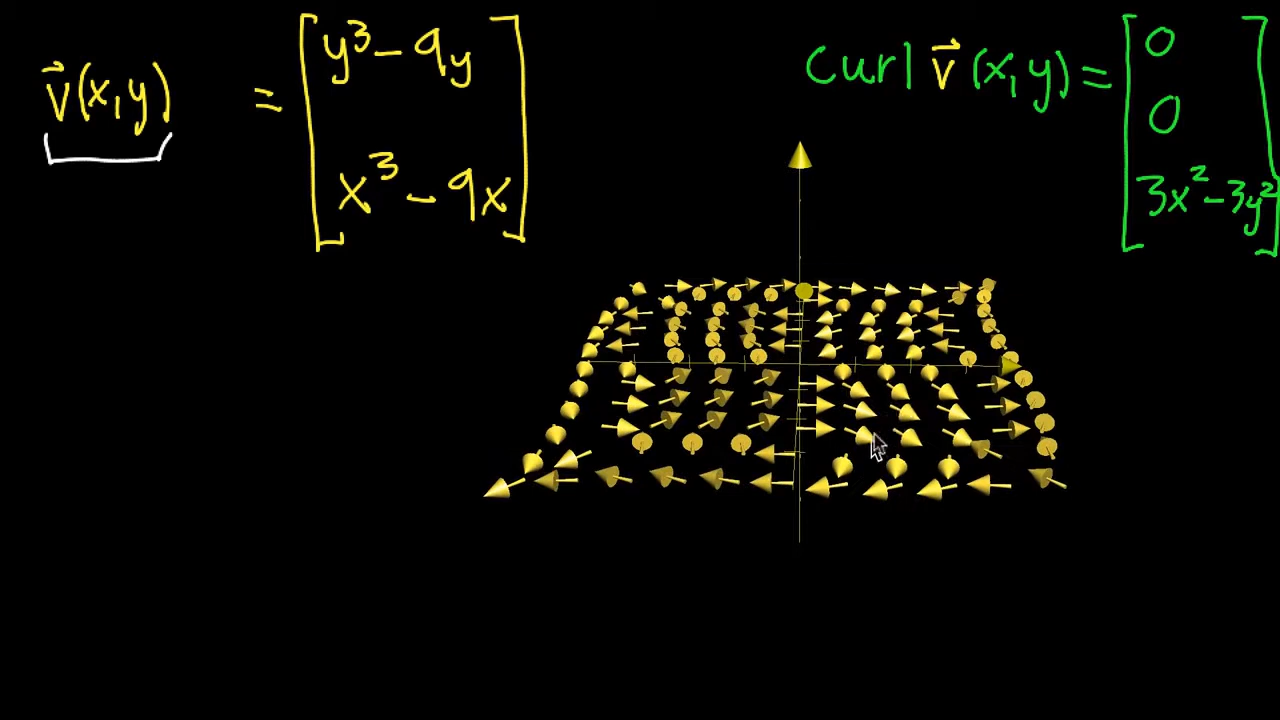 v⃗(x,y) = [ y³ - 9y
x³ - 9x ]
curl v⃗ (x,y) = [ 0
0
3x² - 3y² ]